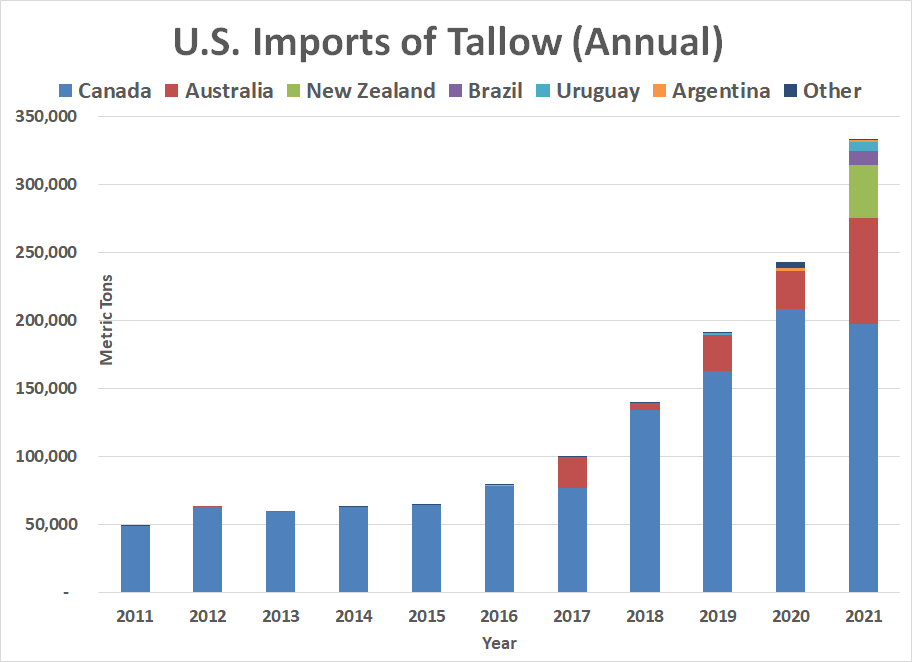 U.S. Imports of Tallow (Annual)
Canada Australia New Zealand Brazil Uruguay Argentina Other
350,000
300,000
250,000
200,000
150,000
100,000
50,000
-
Metric Tons
2011 2012 2013 2014 2015 2016 2017 2018 2019 2020 2021
Year